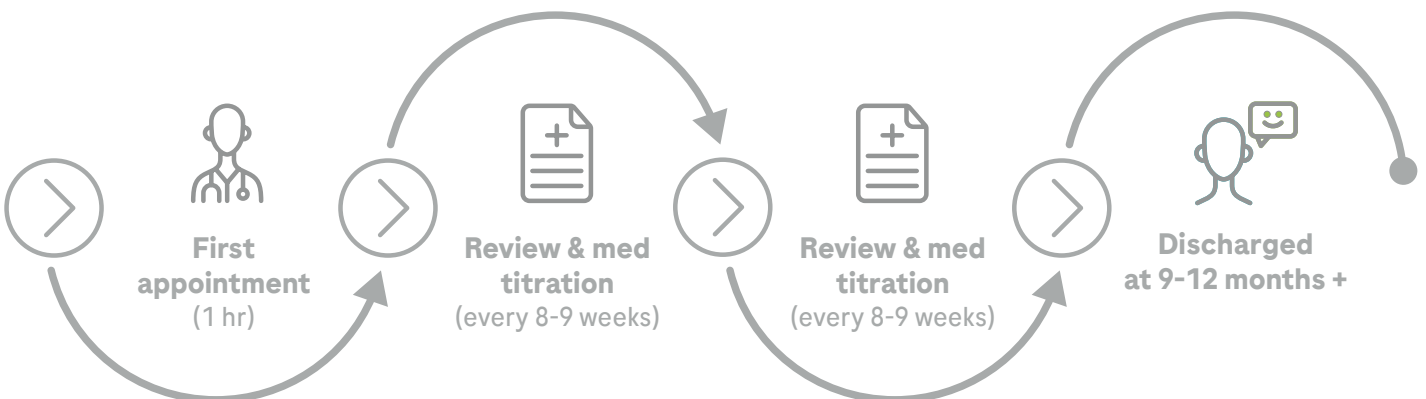 First
appointment
(1 hr)
Review & med
titration
(every 8-9 weeks)
Review & med
titration
(every 8-9 weeks)
Discharged
at 9-12 months +